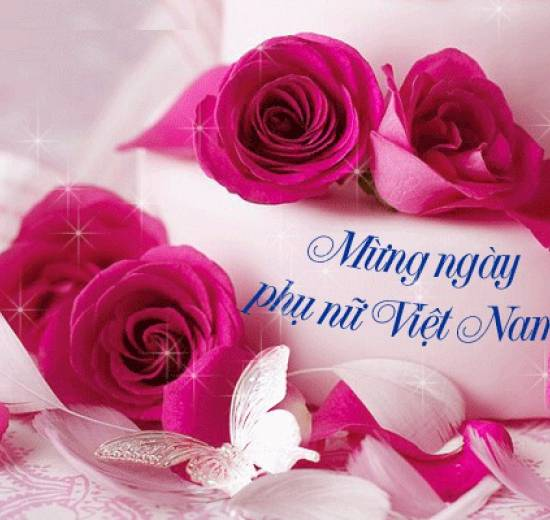 Mừng ngày
phụ nữ Việt Nam